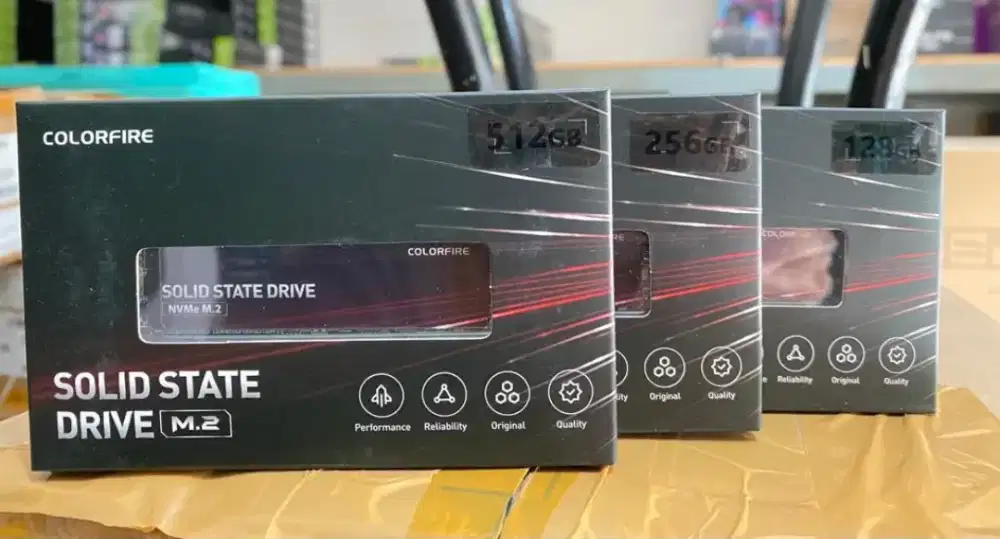 COLORFIRE
512GB
COLORFIRE
SOLID STATE DRIVE
NVMe M.2
SOLID STATE
DRIVE M.2
Performance
Reliability
Original
Quality
256GB
Original
Quality
128GB
COLORFIRE
Reliability
Original
Quality